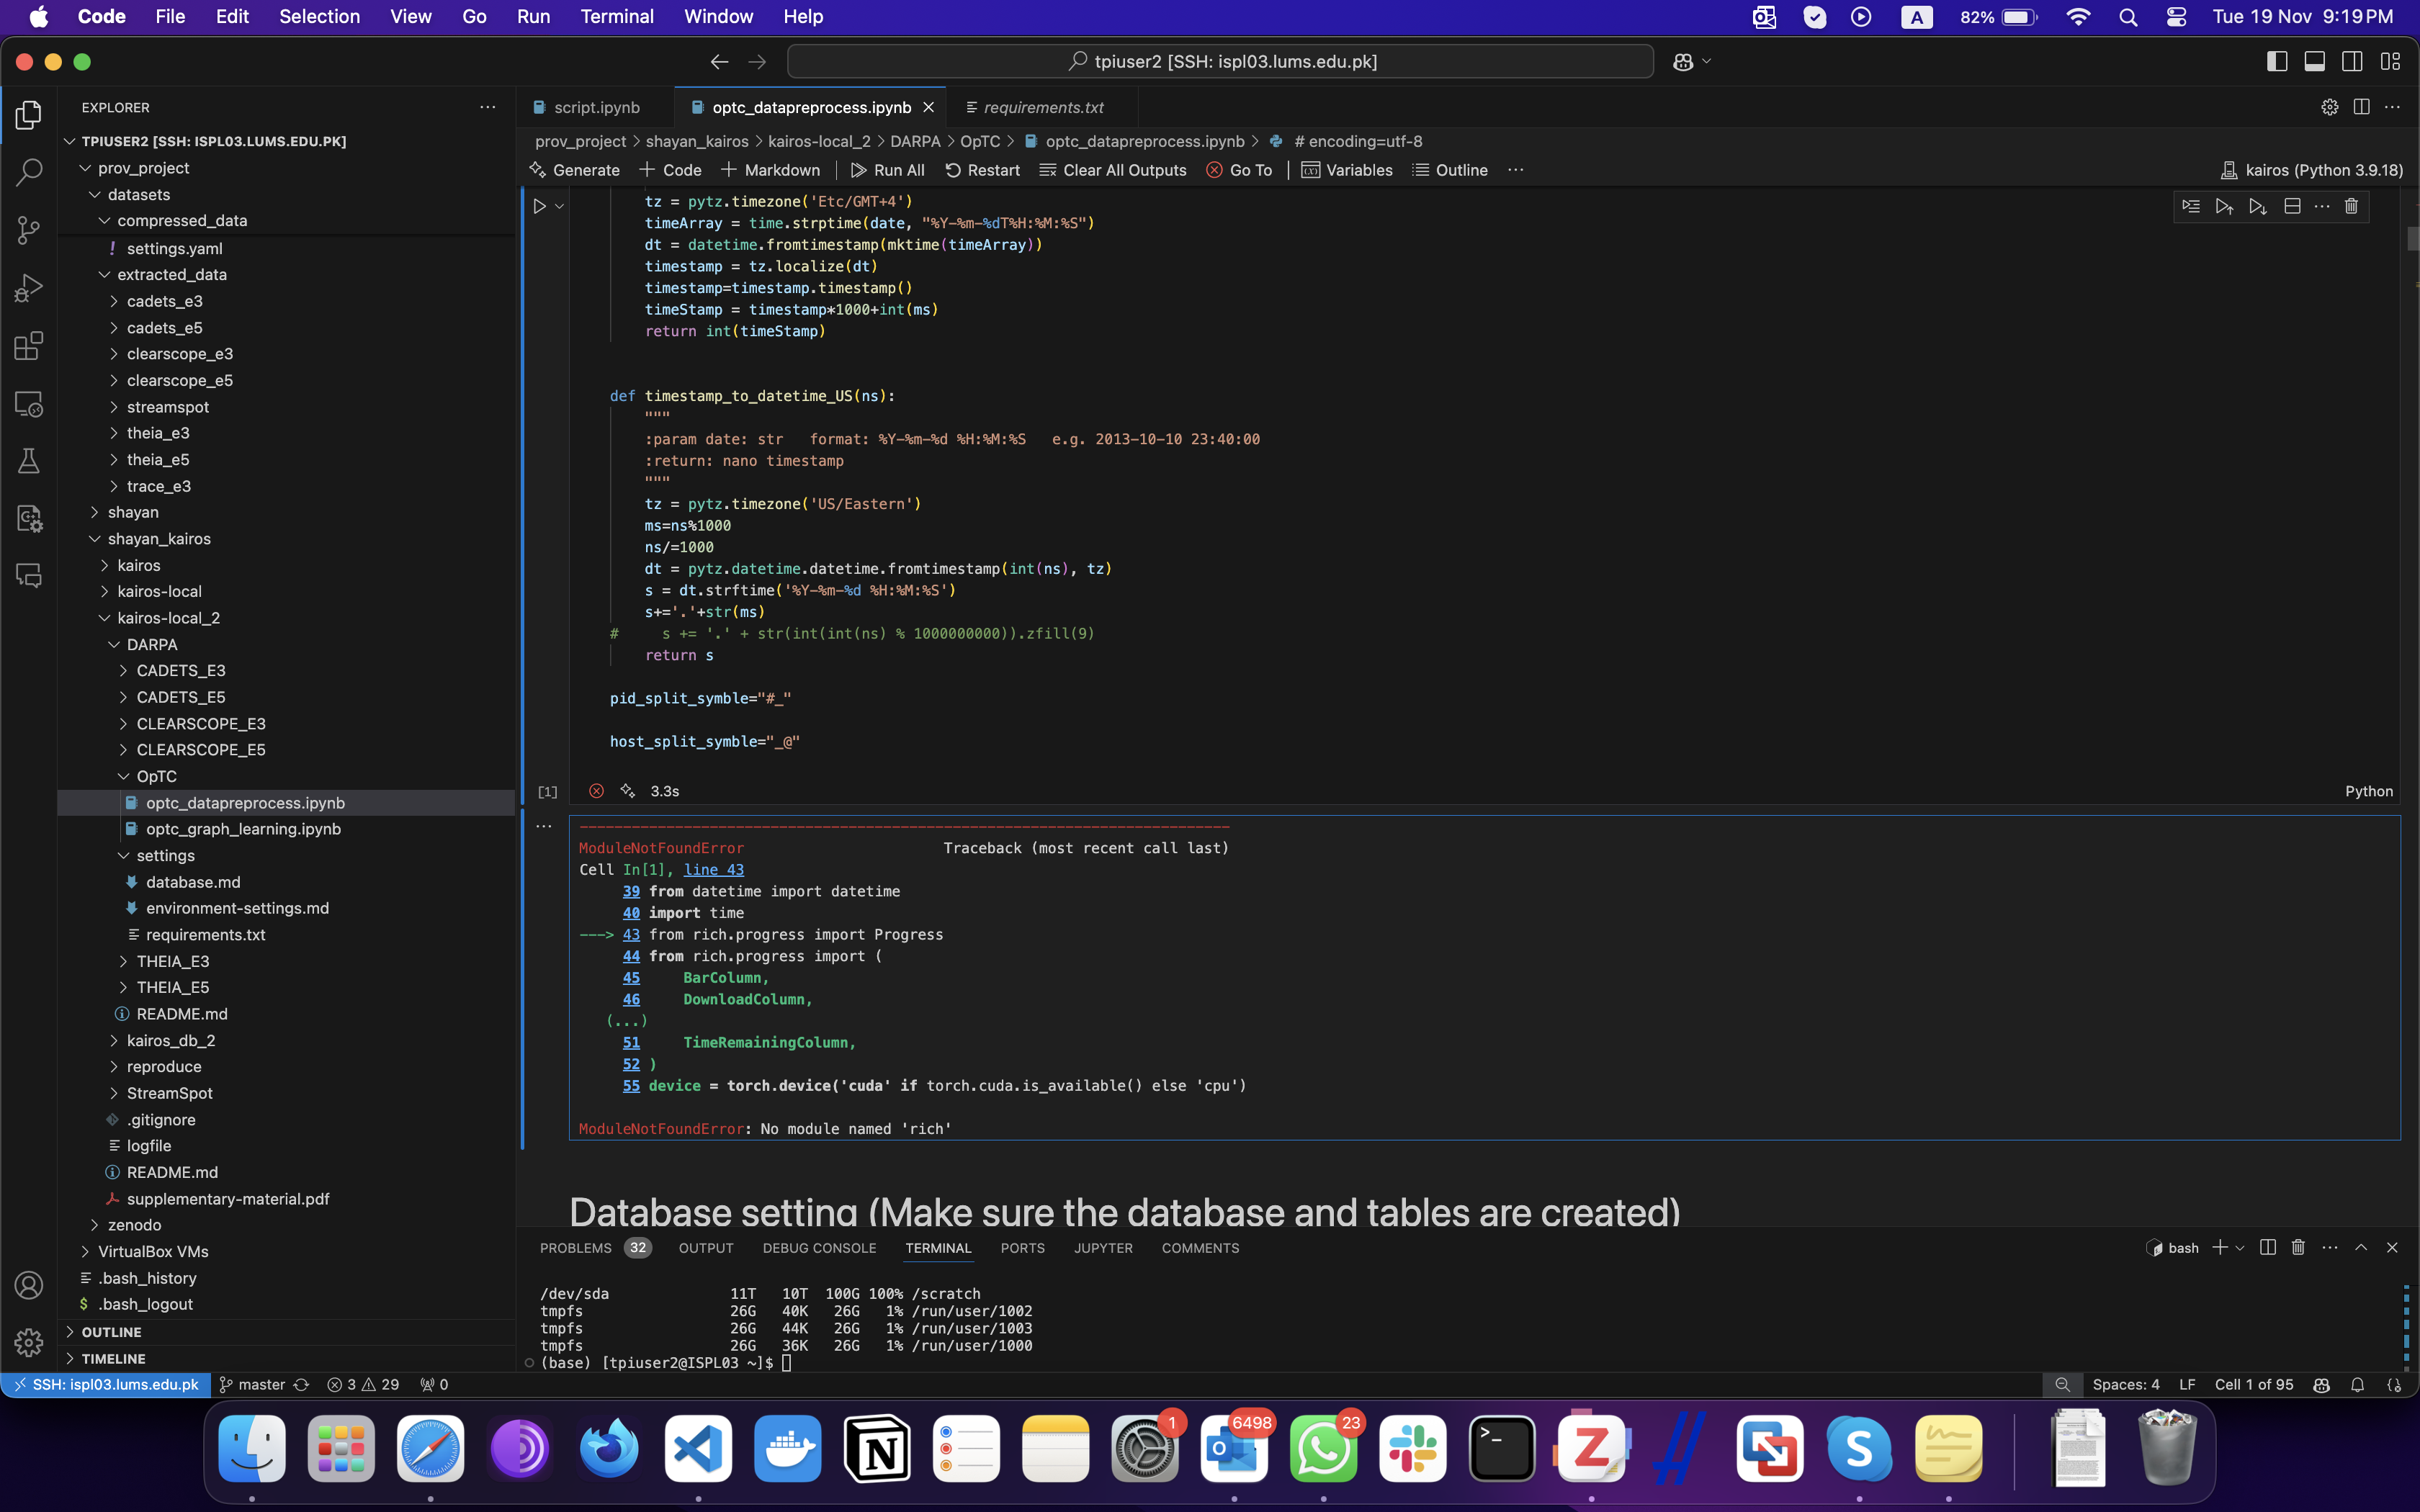 Code File Edit Selection View Go Run Terminal Window Help
A 82% Tue 19 Nov 9:19 PM
tpiuser2 [SSH: ispl03.lums.edu.pk]
EXPLORER
TPIUSER2 [SSH: ISPL03.LUMS.EDU.PK]
prov_project
datasets
compressed_data
! settings.yaml
extracted_data
cadets_e3
cadets_e5
clearscope_e3
clearscope_e5
streamspot
theia_e3
theia_e5
trace_e3
shayan
shayan_kairos
kairos
kairos-local
kairos-local_2
DARPA
CADETS_E3
CADETS_E5
CLEARSCOPE_E3
CLEARSCOPE_E5
OpTC
optc_datapreprocess.ipynb
optc_graph_learning.ipynb
settings
database.md
environment-settings.md
requirements.txt
THEIA_E3
THEIA_E5
README.md
kairos_db_2
reproduce
StreamSpot
.gitignore
logfile
README.md
supplementary-material.pdf
zenodo
VirtualBox VMs
.bash_history
$ .bash_logout
OUTLINE
TIMELINE
script.ipynb optc_datapreprocess.ipynb requirements.txt
prov_project > shayan_kairos > kairos-local_2 > DARPA > OpTC > optc_datapreprocess.ipynb > # encoding=utf-8
Generate + Code + Markdown | Run All Restart Clear All Outputs Go To | Variables Outline ... kairos (Python 3.9.18)
tz = pytz.timezone('Etc/GMT+4')
timeArray = time.strptime(date, "%Y-%m-%dT%H:%M:%S")
dt = datetime.fromtimestamp(mktime(timeArray))
timestamp = tz.localize(dt)
timestamp=timestamp.timestamp()
timeStamp = timestamp*1000+int(ms)
return int(timeStamp)
def timestamp_to_datetime_US(ns):
"""
:param date: str   format: %Y-%m-%d %H:%M:%S   e.g. 2013-10-10 23:40:00
:return: nano timestamp
"""
tz = pytz.timezone('US/Eastern')
ms=ns%1000
ns/=1000
dt = pytz.datetime.datetime.fromtimestamp(int(ns), tz)
s = dt.strftime('%Y-%m-%d %H:%M:%S')
s+='.'+str(ms)
#     s += '.' + str(int(int(ns) % 1000000000)).zfill(9)
return s
pid_split_symble="#_"
host_split_symble="_@"
[1] 3.3s Python
---------------------------------------------------------------------------
ModuleNotFoundError                       Traceback (most recent call last)
Cell In[1], line 43
39 from datetime import datetime
40 import time
---> 43 from rich.progress import Progress
44 from rich.progress import (
45     BarColumn,
46     DownloadColumn,
(...)
51     TimeRemainingColumn,
52 )
55 device = torch.device('cuda' if torch.cuda.is_available() else 'cpu')
ModuleNotFoundError: No module named 'rich'
Database setting (Make sure the database and tables are created)
PROBLEMS 32 OUTPUT DEBUG CONSOLE TERMINAL PORTS JUPYTER COMMENTS bash
/dev/sda 11T 10T 100G 100% /scratch
tmpfs 26G 40K 26G 1% /run/user/1002
tmpfs 26G 44K 26G 1% /run/user/1003
tmpfs 26G 36K 26G 1% /run/user/1000
(base) [tpiuser2@ISPL03 ~]$
SSH: ispl03.lums.edu.pk master 3 29 0 Spaces: 4 LF Cell 1 of 95
1 6498 23